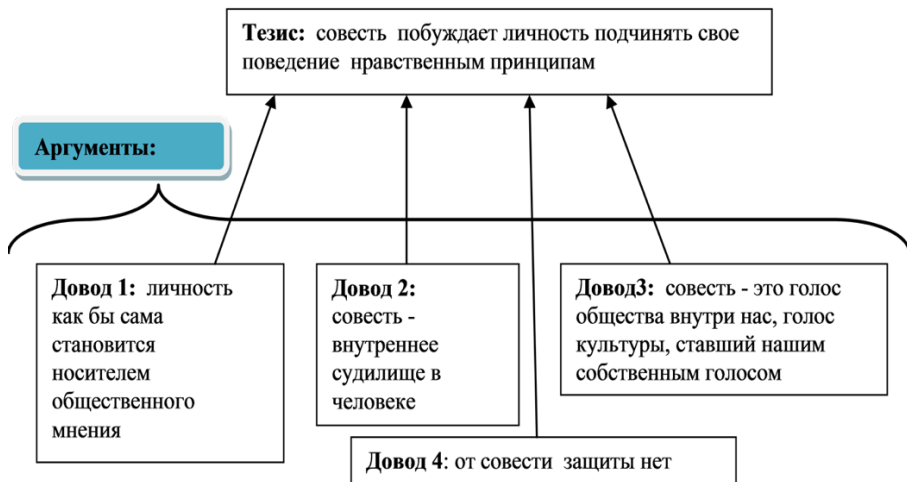 Тезис: совесть побуждает личность подчинять свое
поведение нравственным принципам
Аргументы:
Довод 1: личность
как бы сама
становится
носителем
общественного
мнения
Довод 2:
совесть -
внутреннее
судилище в
человеке
Довод3: совесть - это голос
общества внутри нас, голос
культуры, ставший нашим
собственным голосом
Довод 4: от совести защиты нет